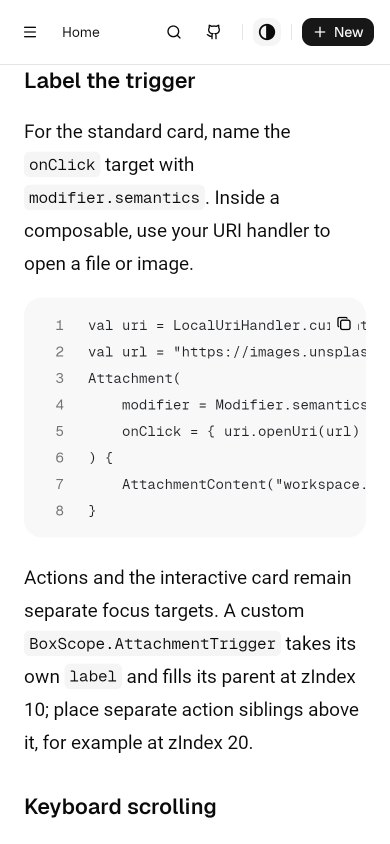 Home
New
Label the trigger
For the standard card, name the
onClick target with
modifier.semantics. Inside a
composable, use your URI handler to
open a file or image.
1 val uri = LocalUriHandler.cur
2 val url = "https://images.unsplas
3 Attachment(
4 modifier = Modifier.semantics
5 onClick = { uri.openUri(url)
6 ) {
7 AttachmentContent("workspace.
8 }
Actions and the interactive card remain
separate focus targets. A custom
BoxScope.AttachmentTrigger takes its
own label and fills its parent at zIndex
10; place separate action siblings above
it, for example at zIndex 20.
Keyboard scrolling